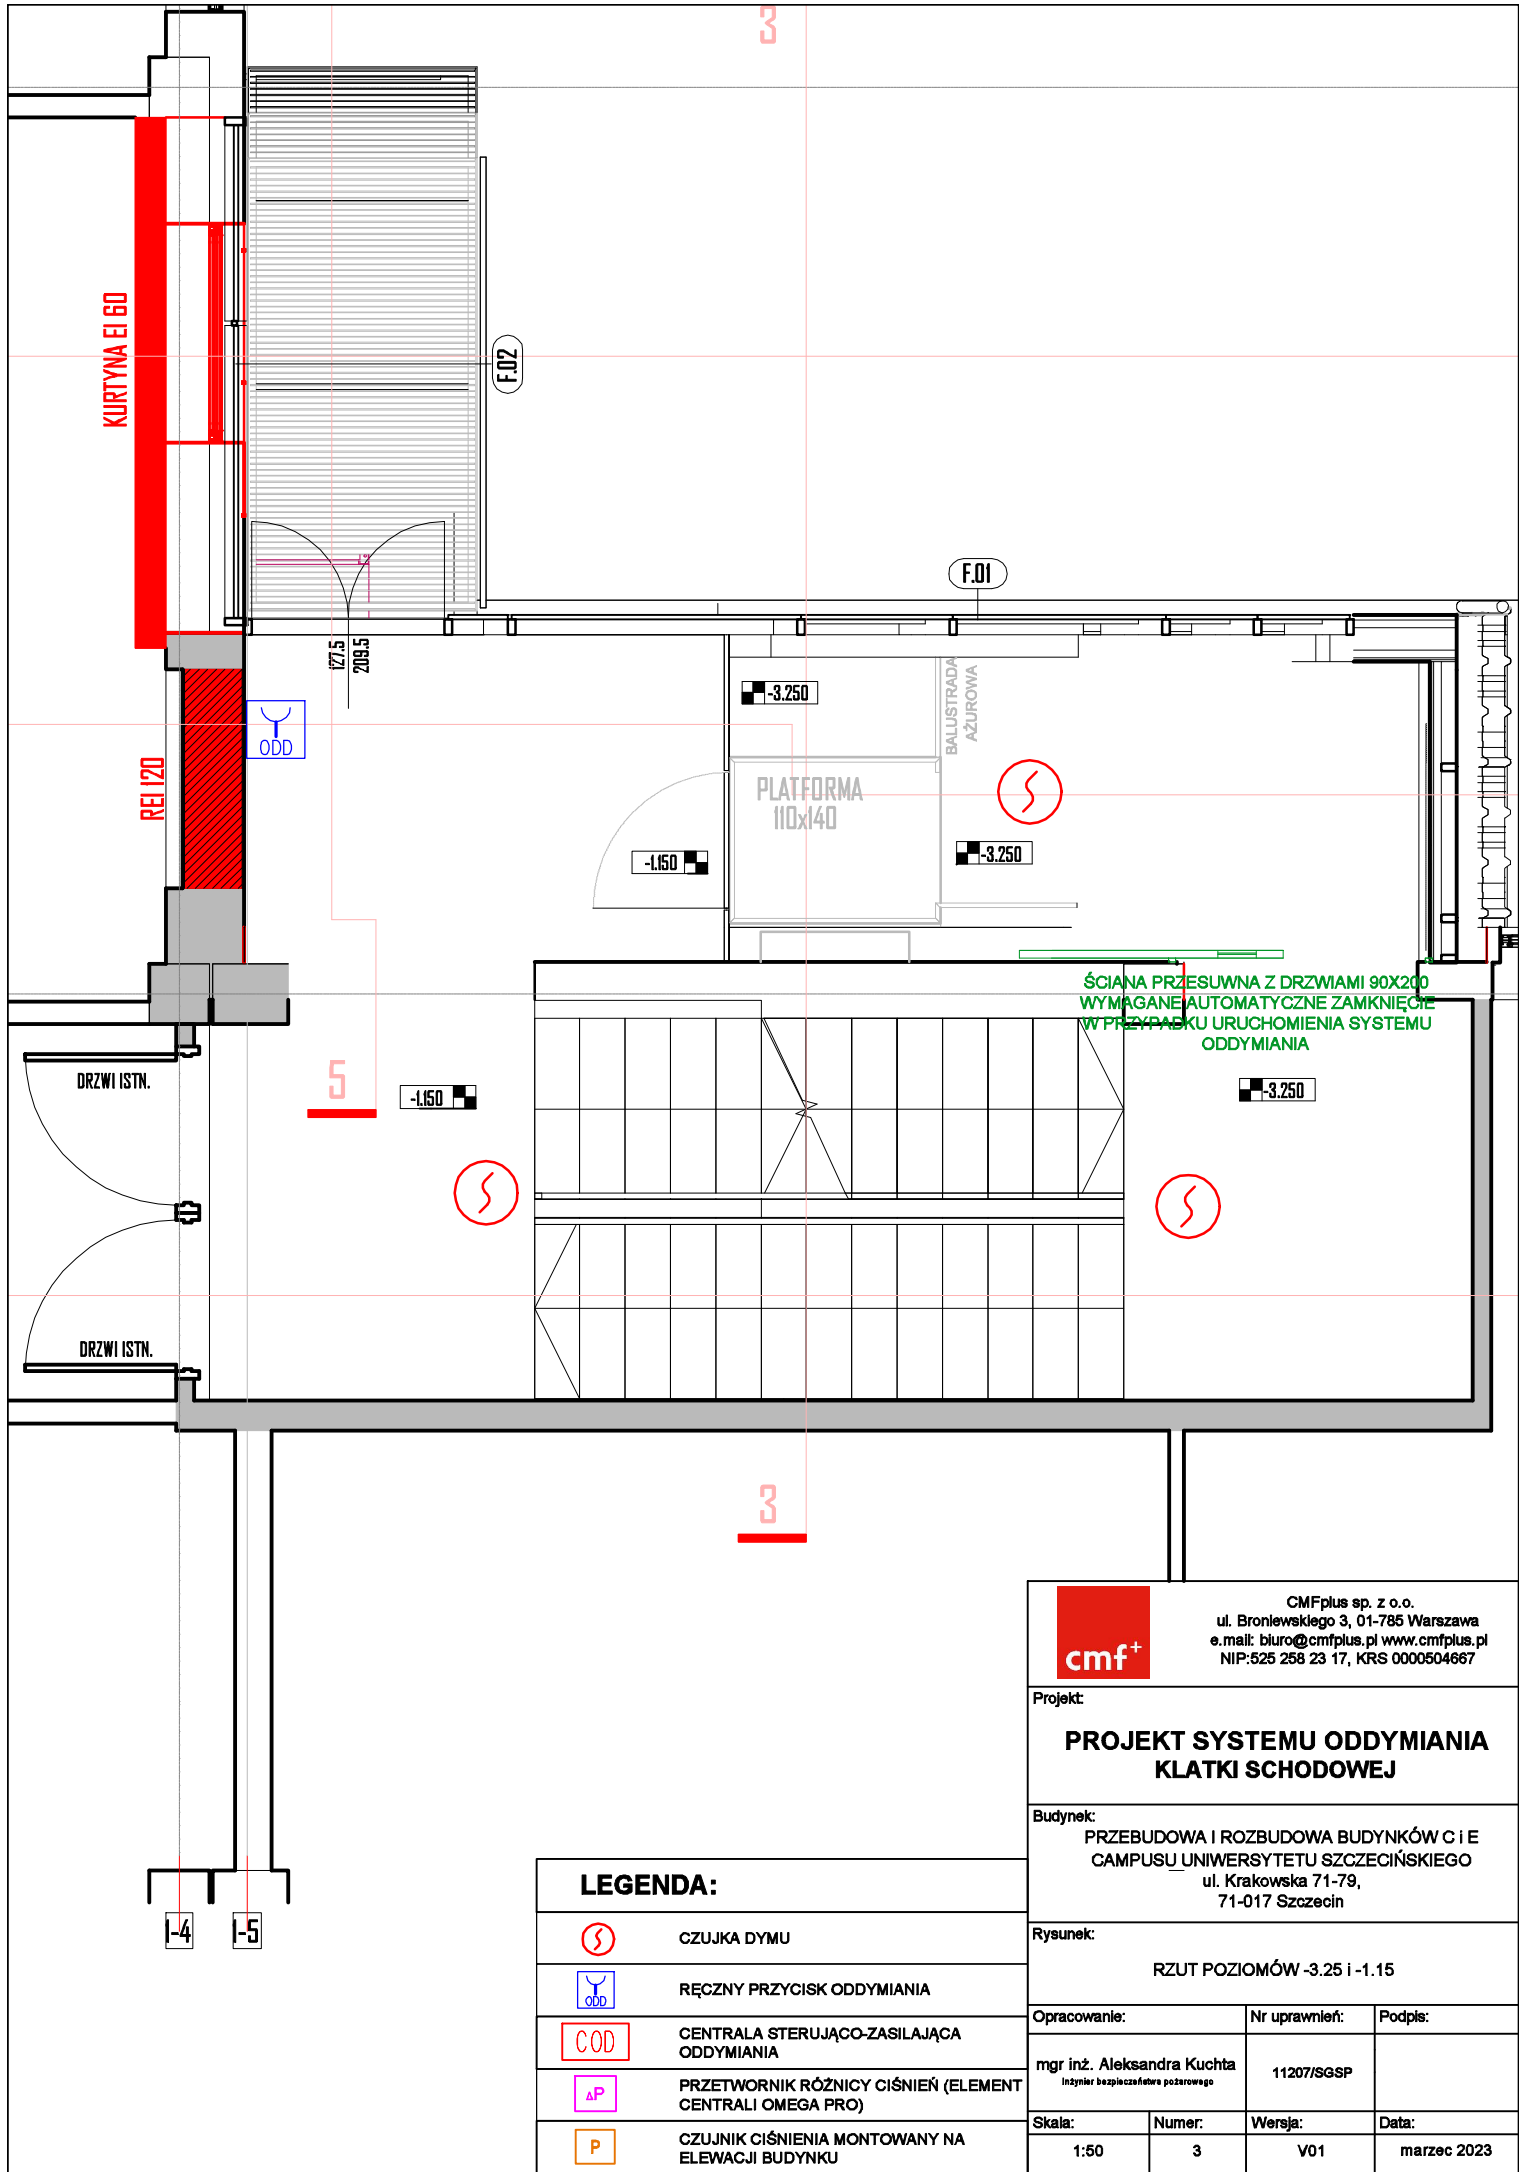 3
KURTYNA EI 60
F.02
F.01
127.5
209.5
-3.250
BALUSTRADA
AŻUROWA
ODD
REI 120
PLATFORMA
110x140
-1.150
-3.250
ŚCIANA PRZESUWNA Z DRZWIAMI 90X200
WYMAGANE AUTOMATYCZNE ZAMKNIĘCIE
W PRZYPADKU URUCHOMIENIA SYSTEMU
ODDYMIANIA
DRZWI ISTN.
5
-1.150
-3.250
DRZWI ISTN.
3
1-4
1-5
LEGENDA:
CZUJKA DYMU
ODD
RĘCZNY PRZYCISK ODDYMIANIA
COD
CENTRALA STERUJĄCO-ZASILAJĄCA
ODDYMIANIA
ΔP
PRZETWORNIK RÓŻNICY CIŚNIEŃ (ELEMENT
CENTRALI OMEGA PRO)
P
CZUJNIK CIŚNIENIA MONTOWANY NA
ELEWACJI BUDYNKU
cmf+
CMFplus sp. z o.o.
ul. Broniewskiego 3, 01-785 Warszawa
e.mail: biuro@cmfplus.pl www.cmfplus.pl
NIP:525 258 23 17, KRS 0000504667
Projekt:
PROJEKT SYSTEMU ODDYMIANIA
KLATKI SCHODOWEJ
Budynek:
PRZEBUDOWA I ROZBUDOWA BUDYNKÓW C i E
CAMPUSU UNIWERSYTETU SZCZECIŃSKIEGO
ul. Krakowska 71-79,
71-017 Szczecin
Rysunek:
RZUT POZIOMÓW -3.25 i -1.15
Opracowanie:
Nr uprawnień:
Podpis:
mgr inż. Aleksandra Kuchta
inżynier bezpieczeństwa pożarowego
11207/SGSP
Skala:
Numer:
Wersja:
Data:
1:50
3
V01
marzec 2023